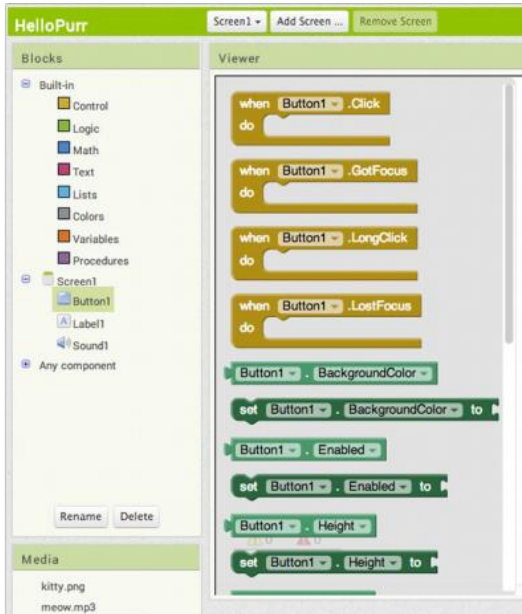 HelloPurr
Screen1 Add Screen ... Remove Screen
Blocks
Built-in
Control
Logic
Math
Text
Lists
Colors
Variables
Procedures
Screen1
Button1
Label1
Sound1
Any component
Rename Delete
Media
kitty.png
meow.mp3
Viewer
when Button1 .Click
do
when Button1 .GotFocus
do
when Button1 .LongClick
do
when Button1 .LostFocus
do
Button1 . BackgroundColor
set Button1 . BackgroundColor to
Button1 . Enabled
set Button1 . Enabled to
Button1 . Height
0 0
set Button1 . Height to